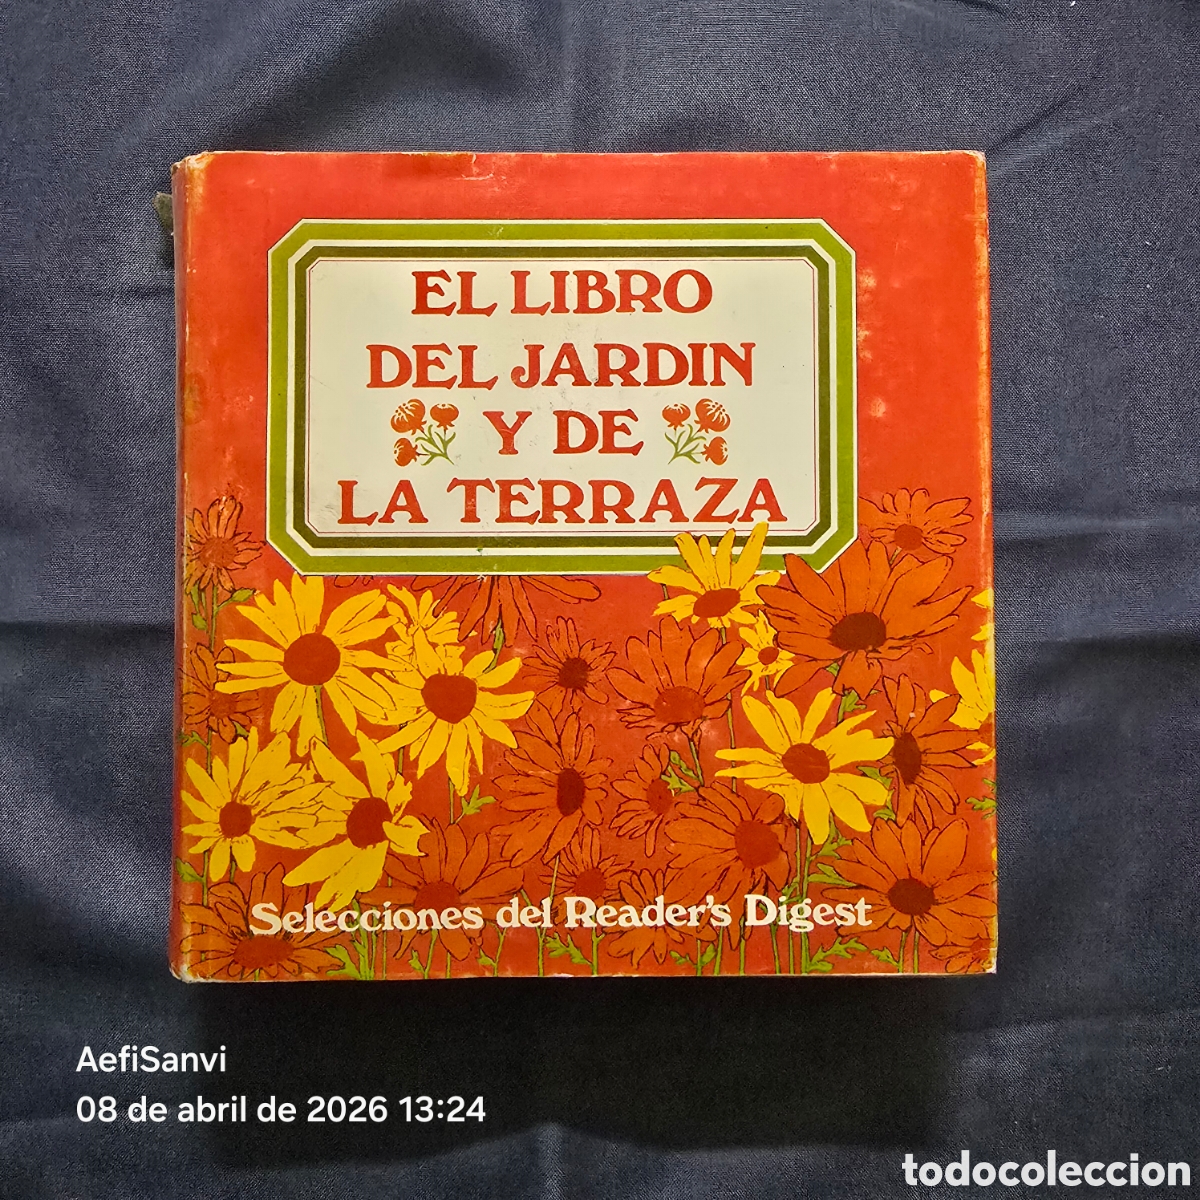 EL LIBRO
DEL JARDIN
Y DE
LA TERRAZA
Selecciones del Reader's Digest
AefiSanvi
08 de abril de 2026 13:24
todocoleccion